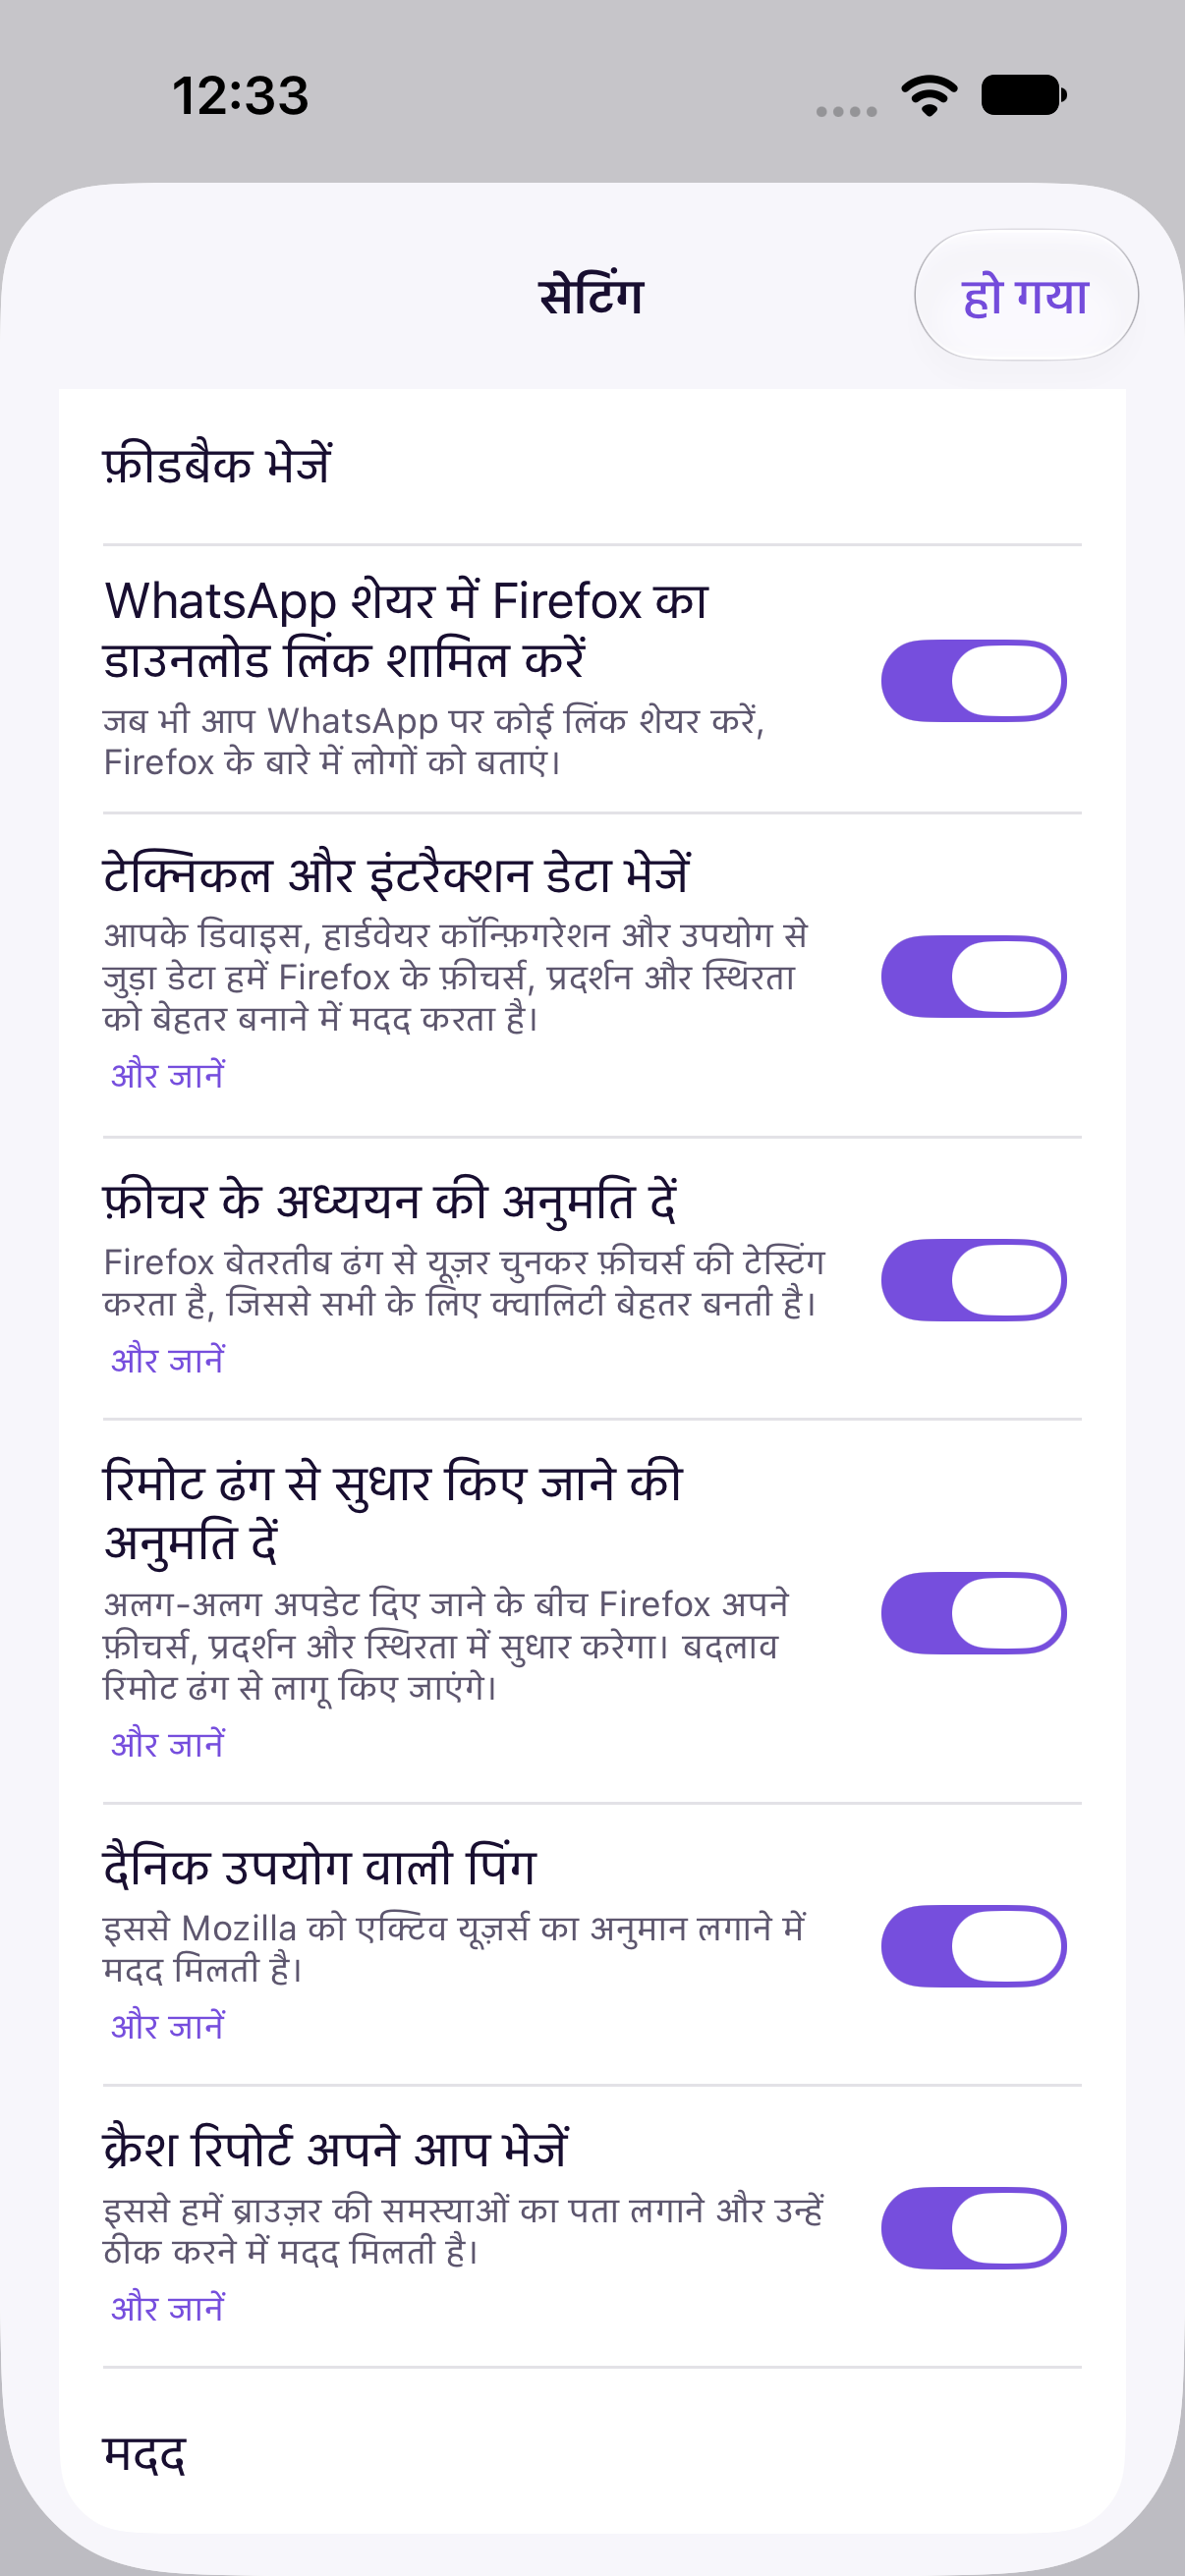 12:33
सेटिंग
हो गया
फ़ीडबैक भेजें
WhatsApp शेयर में Firefox का
डाउनलोड लिंक शामिल करें
जब भी आप WhatsApp पर कोई लिंक शेयर करें,
Firefox के बारे में लोगों को बताएं।
टेक्निकल और इंटरैक्शन डेटा भेजें
आपके डिवाइस, हार्डवेयर कॉन्फ़िगरेशन और उपयोग से
जुड़ा डेटा हमें Firefox के फ़ीचर्स, प्रदर्शन और स्थिरता
को बेहतर बनाने में मदद करता है।
और जानें
फ़ीचर के अध्ययन की अनुमति दें
Firefox बेतरतीब ढंग से यूज़र चुनकर फ़ीचर्स की टेस्टिंग
करता है, जिससे सभी के लिए क्वालिटी बेहतर बनती है।
और जानें
रिमोट ढंग से सुधार किए जाने की
अनुमति दें
अलग-अलग अपडेट दिए जाने के बीच Firefox अपने
फ़ीचर्स, प्रदर्शन और स्थिरता में सुधार करेगा। बदलाव
रिमोट ढंग से लागू किए जाएंगे।
और जानें
दैनिक उपयोग वाली पिंग
इससे Mozilla को एक्टिव यूज़र्स का अनुमान लगाने में
मदद मिलती है।
और जानें
क्रैश रिपोर्ट अपने आप भेजें
इससे हमें ब्राउज़र की समस्याओं का पता लगाने और उन्हें
ठीक करने में मदद मिलती है।
और जानें
मदद